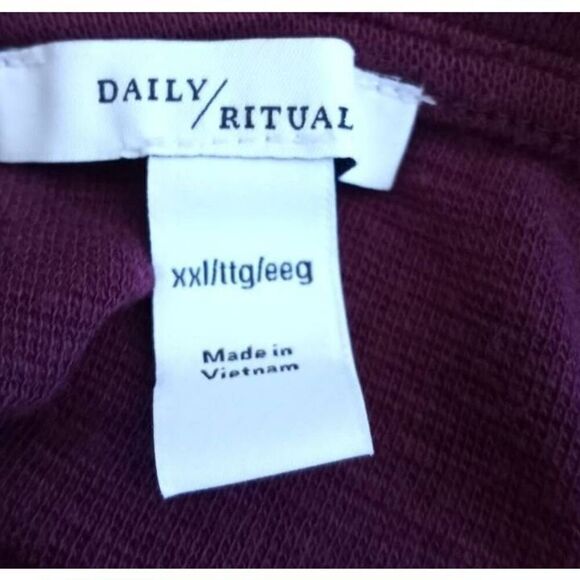 DAILY/
RITUAL
xxl/ttg/eeg
Made in
Vietnam